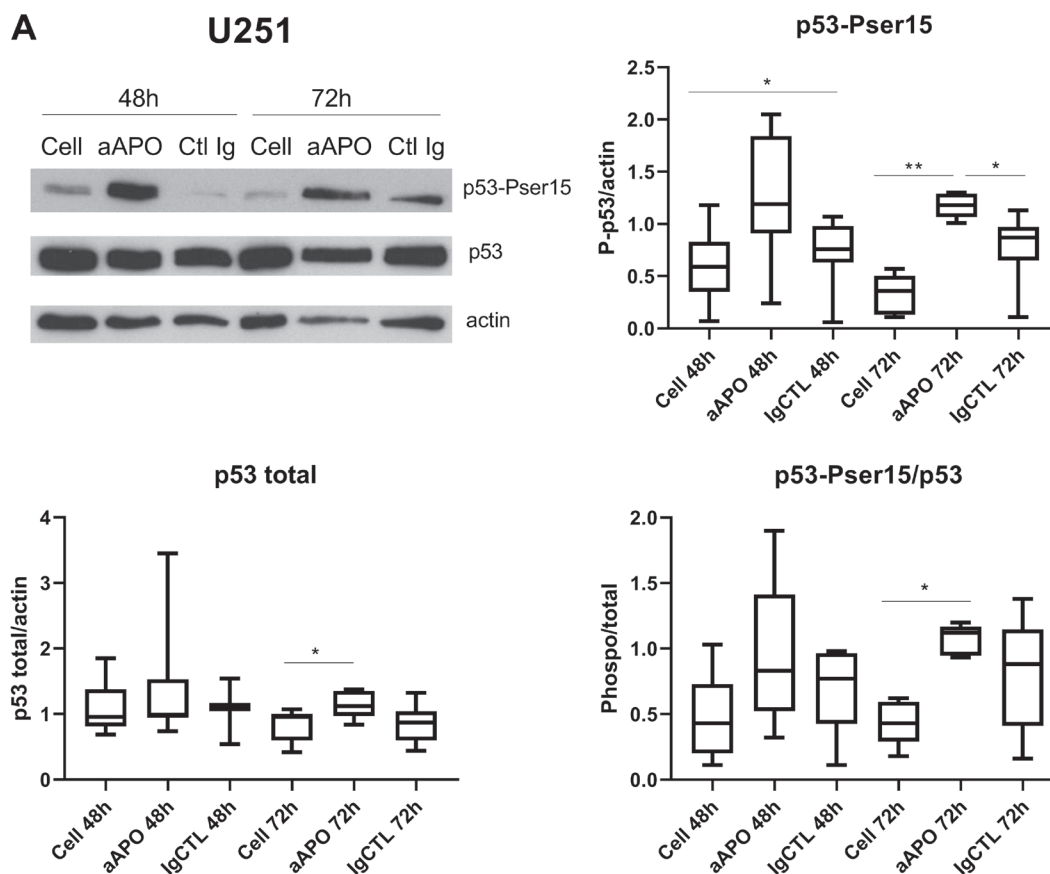 A
U251
48h 72h
Cell aAPO Ctl Ig Cell aAPO Ctl Ig
p53-Pser15
p53
actin
p53-Pser15
P-p53/actin
2.5
2.0
1.5
1.0
0.5
0.0
*
**
*
Cell 48h
aAPO 48h
IgCTL 48h
Cell 72h
aAPO 72h
IgCTL 72h
p53 total
p53 total/actin
4
3
2
1
0
*
Cell 48h
aAPO 48h
IgCTL 48h
Cell 72h
aAPO 72h
IgCTL 72h
p53-Pser15/p53
Phospo/total
2.0
1.5
1.0
0.5
0.0
*
Cell 48h
aAPO 48h
IgCTL 48h
Cell 72h
aAPO 72h
IgCTL 72h